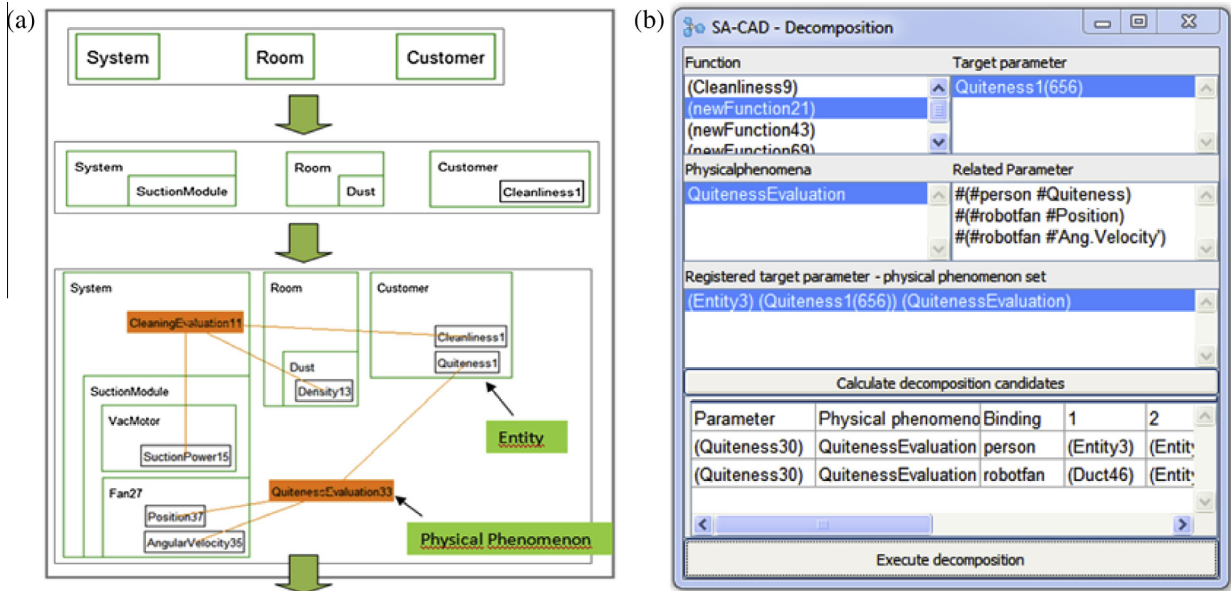 (a)
System Room Customer
System Room Customer
SuctionModule Dust Cleanliness1
System Room Customer
CleaningEvaluation11
Cleanliness1
Quiteness1
Dust
Density13
SuctionModule
VacMotor
Entity
SuctionPower15
QuitenessEvaluation33
Fan27
Position37
AngularVelocity35
Physical Phenomenon
(b)
SA-CAD - Decomposition
Function Target parameter
(Cleanliness9) Quiteness1(656)
(newFunction21)
(newFunction43)
(newFunction69)
Physicalphenomena Related Parameter
QuitenessEvaluation #(#person #Quiteness)
#(#robotfan #Position)
#(#robotfan #'Ang.Velocity')
Registered target parameter - physical phenomenon set
(Entity3) (Quiteness1(656)) (QuitenessEvaluation)
Calculate decomposition candidates
Parameter Physical phenomeno Binding 1 2
(Quiteness30) QuitenessEvaluation person (Entity3) (Entity
(Quiteness30) QuitenessEvaluation robotfan (Duct46) (Entity
Execute decomposition